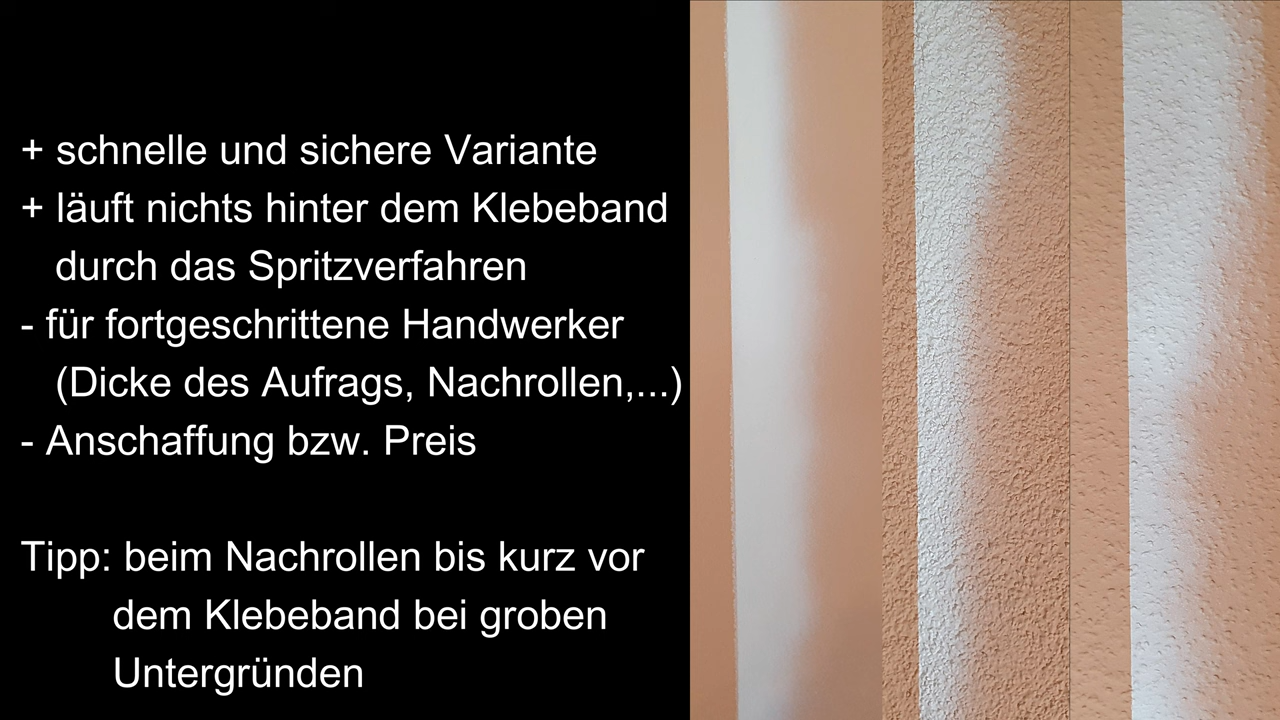 + schnelle und sichere Variante
+ läuft nichts hinter dem Klebeband
durch das Spritzverfahren
- für fortgeschrittene Handwerker
(Dicke des Aufrags, Nachrollen,...)
- Anschaffung bzw. Preis
Tipp: beim Nachrollen bis kurz vor
dem Klebeband bei groben
Untergründen